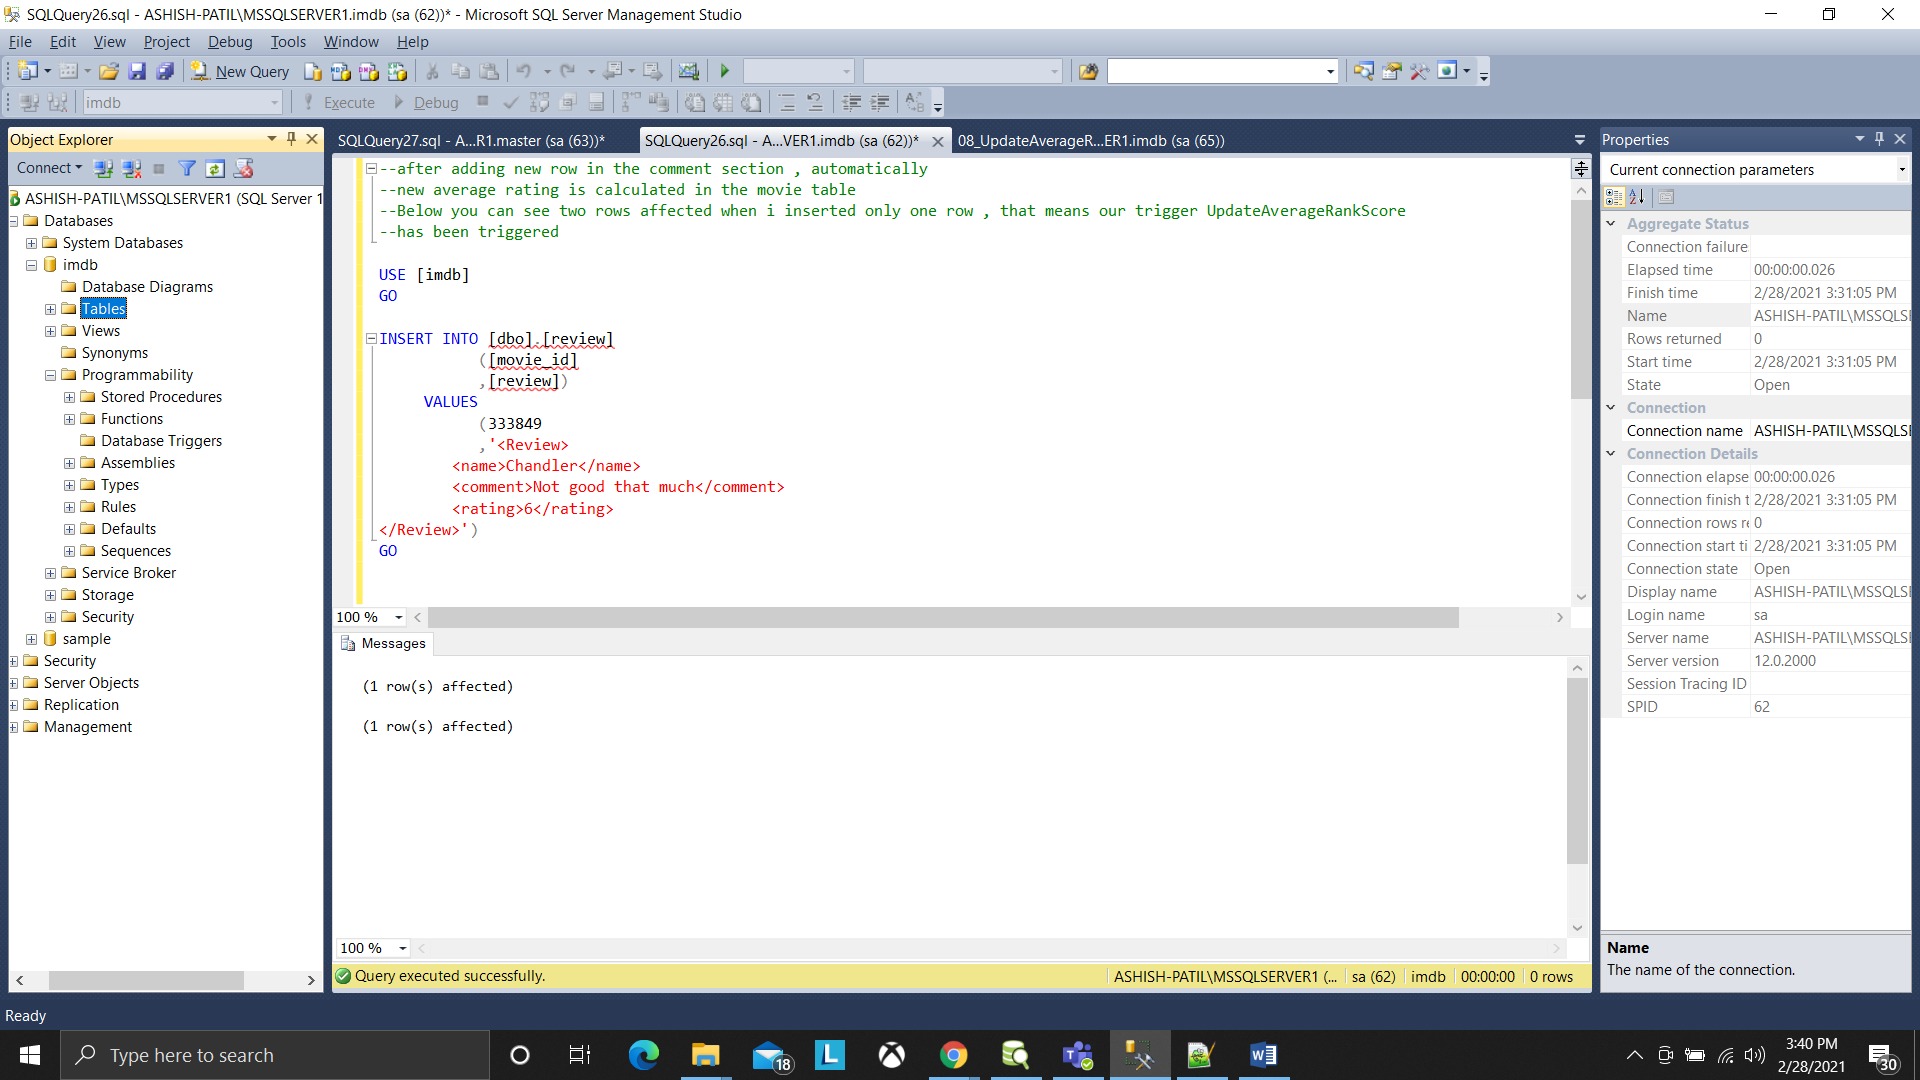 SQLQuery26.sql - ASHISH-PATIL\MSSQLSERVER1.imdb (sa (62))* - Microsoft SQL Server Management Studio
File Edit View Project Debug Tools Window Help
New Query
imdb Execute Debug
Object Explorer
Connect
ASHISH-PATIL\MSSQLSERVER1 (SQL Server 1
Databases
System Databases
imdb
Database Diagrams
Tables
Views
Synonyms
Programmability
Stored Procedures
Functions
Database Triggers
Assemblies
Types
Rules
Defaults
Sequences
Service Broker
Storage
Security
sample
Security
Server Objects
Replication
Management
SQLQuery27.sql - A...R1.master (sa (63))* SQLQuery26.sql - A...VER1.imdb (sa (62))* 08_UpdateAverageR...ER1.imdb (sa (65))
--after adding new row in the comment section , automatically
--new average rating is calculated in the movie table
--Below you can see two rows affected when i inserted only one row , that means our trigger UpdateAverageRankScore
--has been triggered
USE [imdb]
GO
INSERT INTO [dbo].[review]
([movie_id]
,[review])
VALUES
(333849
,'<Review>
<name>Chandler</name>
<comment>Not good that much</comment>
<rating>6</rating>
</Review>')
GO
100 %
Messages
(1 row(s) affected)
(1 row(s) affected)
100 %
Query executed successfully. ASHISH-PATIL\MSSQLSERVER1 (... sa (62) imdb 00:00:00 0 rows
Properties
Current connection parameters
Aggregate Status
Connection failure
Elapsed time 00:00:00.026
Finish time 2/28/2021 3:31:05 PM
Name ASHISH-PATIL\MSSQLSI
Rows returned 0
Start time 2/28/2021 3:31:05 PM
State Open
Connection
Connection name ASHISH-PATIL\MSSQLSI
Connection Details
Connection elapse 00:00:00.026
Connection finish t 2/28/2021 3:31:05 PM
Connection rows re 0
Connection start ti 2/28/2021 3:31:05 PM
Connection state Open
Display name ASHISH-PATIL\MSSQLSI
Login name sa
Server name ASHISH-PATIL\MSSQLSI
Server version 12.0.2000
Session Tracing ID
SPID 62
Name
The name of the connection.
Ready
Type here to search
18
L
3:40 PM
2/28/2021
30